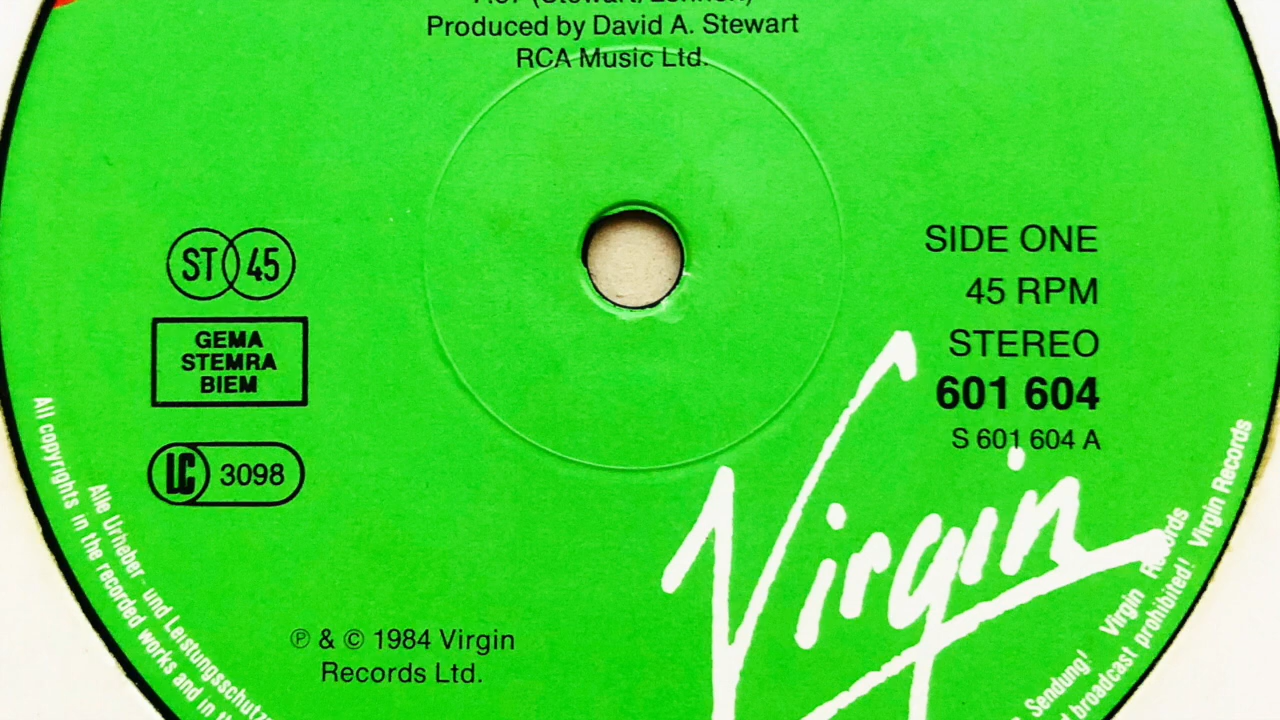 Produced by David A. Stewart
RCA Music Ltd.
ST 45
GEMA
STEMRA
BIEM
LC 3098
SIDE ONE
45 RPM
STEREO
601 604
S 601 604 A
Virgin
℗ & © 1984 Virgin
Records Ltd.
All copyrights in the recorded works and in
Alle Urheber- und Leistungsschutz
Sendung! Virgin Records
broadcast prohibited! Virgin Records